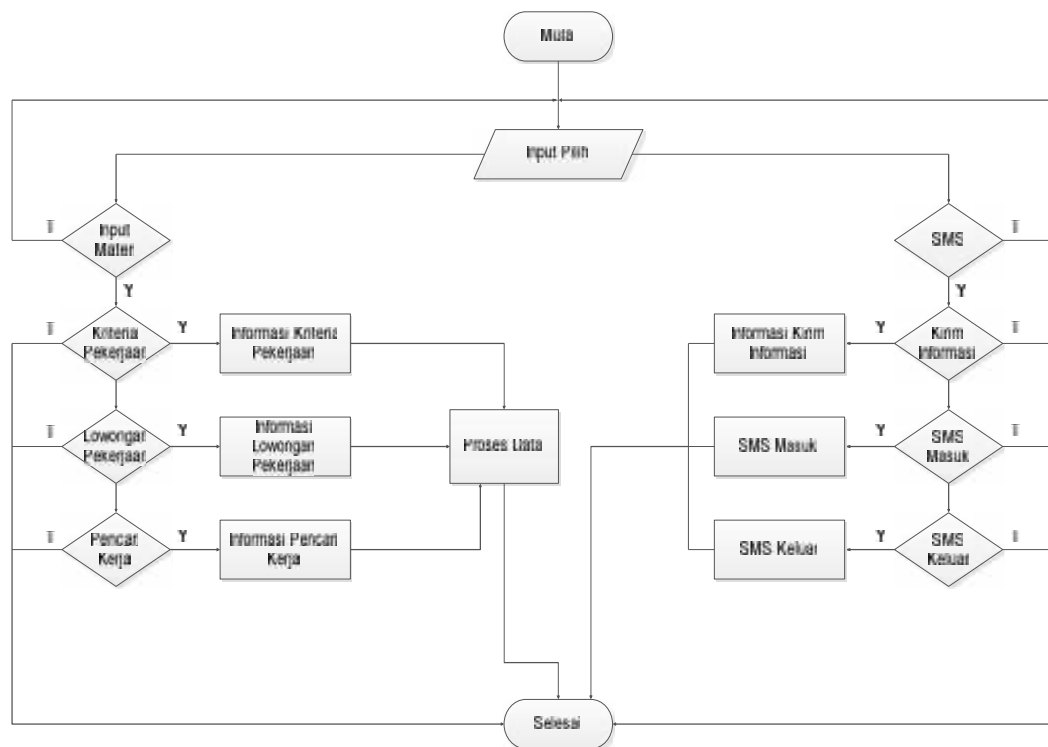 Mulai
Input Pilih
T
Input
Materi
SMS
T
Y
Y
T
Kriteria
Pekerjaan
Y
Informasi Kriteria
Pekerjaan
Informasi Kirim
Informasi
Y
Kirim
Informasi
T
T
Lowongan
Pekerjaan
Y
Informasi
Lowongan
Pekerjaan
Proses Data
SMS Masuk
Y
SMS
Masuk
T
T
Pencari
Kerja
Y
Informasi Pencari
Kerja
SMS Keluar
Y
SMS
Keluar
T
Selesai